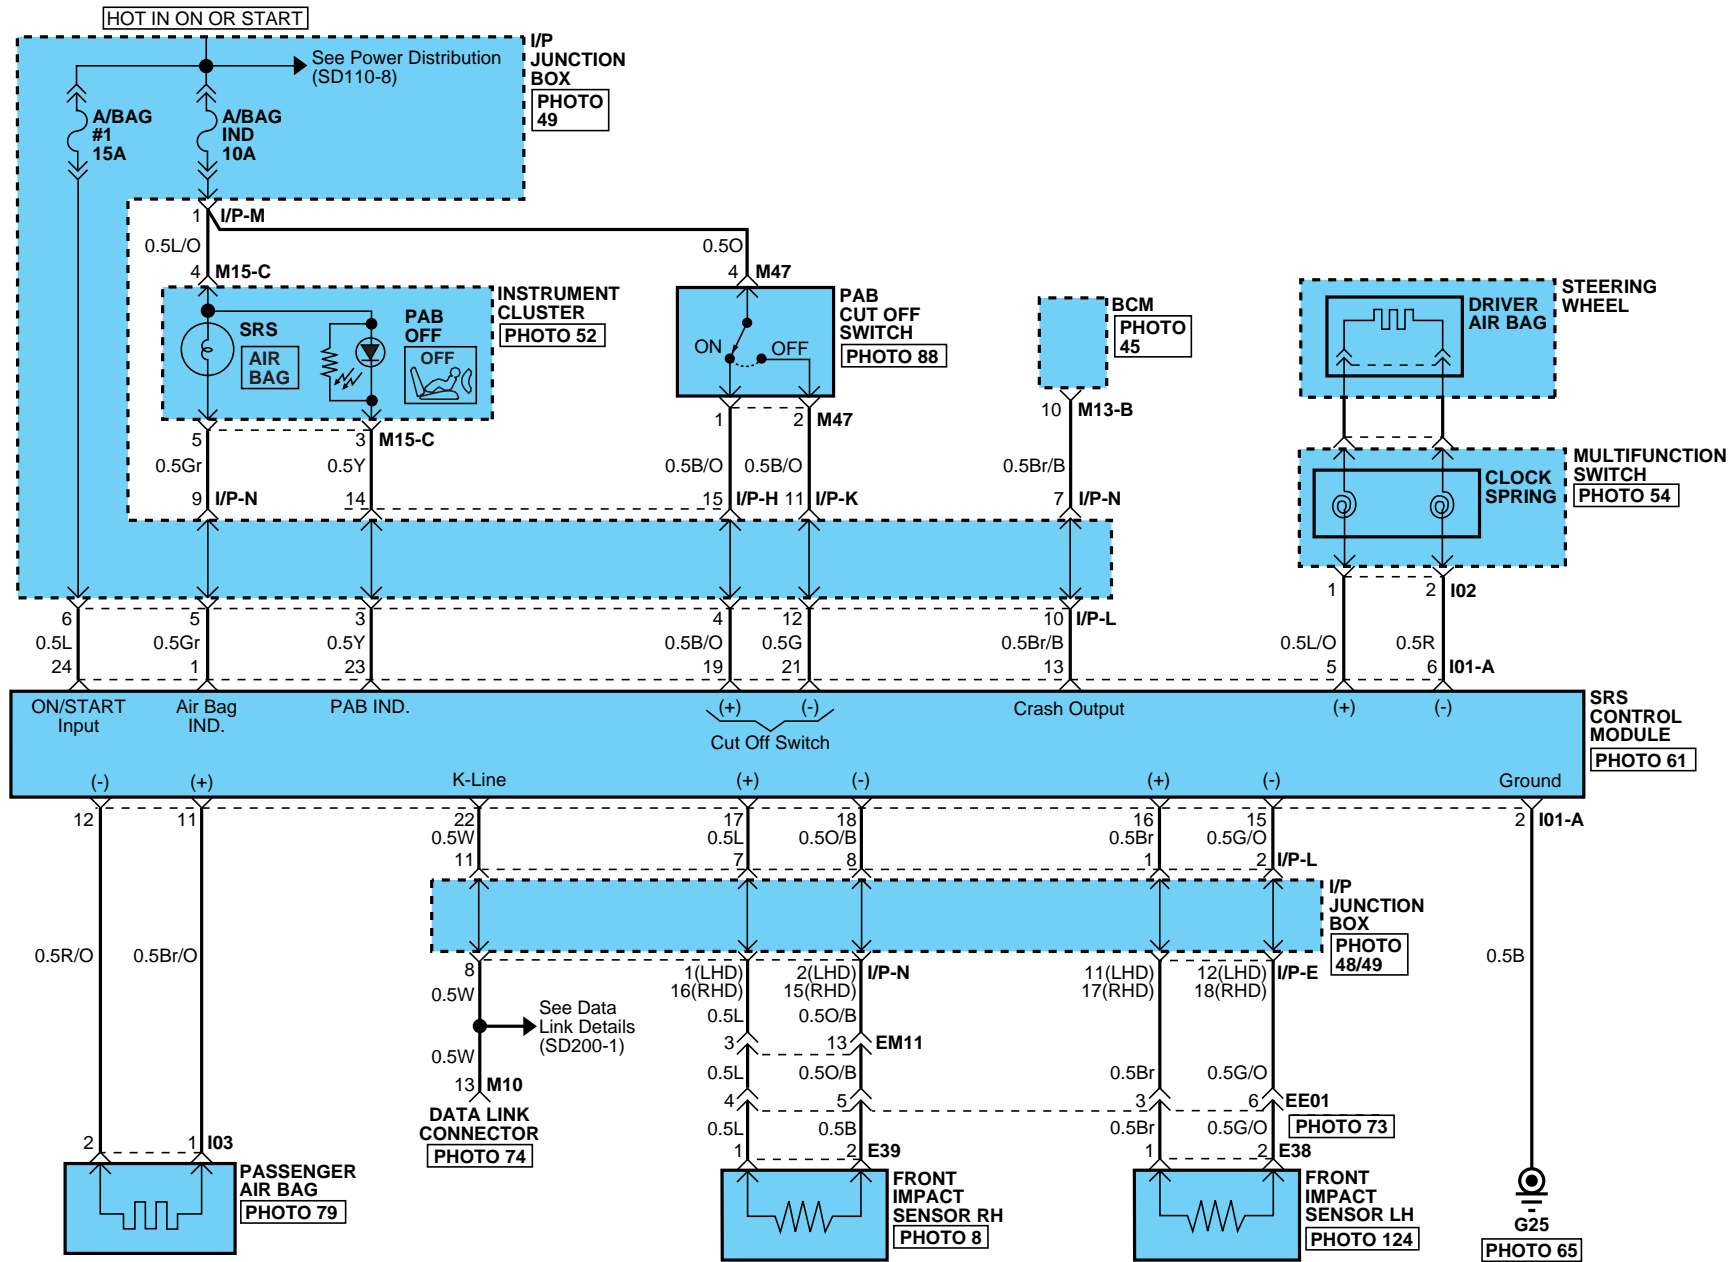 HOT IN ON OR START
See Power Distribution
(SD110-8)
I/P
JUNCTION
BOX
PHOTO
49
A/BAG
#1
15A
A/BAG
IND
10A
1 I/P-M
0.5L/O
0.5O
4 M15-C
4 M47
INSTRUMENT
CLUSTER
PHOTO 52
SRS
AIR
BAG
PAB
OFF
OFF
PAB
CUT OFF
SWITCH
PHOTO 88
ON
OFF
BCM
PHOTO
45
STEERING
WHEEL
DRIVER
AIR BAG
5
3 M15-C
1
2 M47
10 M13-B
0.5Gr
0.5Y
0.5B/O
0.5B/O
0.5Br/B
9 I/P-N
14
15 I/P-H
11 I/P-K
7 I/P-N
MULTIFUNCTION
SWITCH
PHOTO 54
CLOCK
SPRING
1
2 I02
6
5
3
4
12
10 I/P-L
0.5L
0.5Gr
0.5Y
0.5B/O
0.5G
0.5Br/B
0.5L/O
0.5R
24
1
23
19
21
13
5
6 I01-A
ON/START
Input
Air Bag
IND.
PAB IND.
(+)
(-)
Cut Off Switch
Crash Output
(+)
(-)
SRS
CONTROL
MODULE
PHOTO 61
(-)
(+)
K-Line
(+)
(-)
(+)
(-)
Ground
12
11
22
17
18
16
15
2 I01-A
0.5W
0.5L
0.5O/B
0.5Br
0.5G/O
11
7
8
1
2 I/P-L
I/P
JUNCTION
BOX
PHOTO
48/49
0.5R/O
0.5Br/O
0.5B
8
1(LHD)
16(RHD)
2(LHD)
15(RHD)
I/P-N
11(LHD)
17(RHD)
12(LHD)
18(RHD)
I/P-E
0.5W
See Data
Link Details
(SD200-1)
0.5L
0.5O/B
3
13 EM11
0.5W
0.5L
0.5O/B
0.5Br
0.5G/O
13 M10
DATA LINK
CONNECTOR
PHOTO 74
4
5
3
6 EE01
PHOTO 73
0.5L
0.5B
0.5Br
0.5G/O
2
1 I03
1
2 E39
1
2 E38
PASSENGER
AIR BAG
PHOTO 79
FRONT
IMPACT
SENSOR RH
PHOTO 8
FRONT
IMPACT
SENSOR LH
PHOTO 124
G25
PHOTO 65